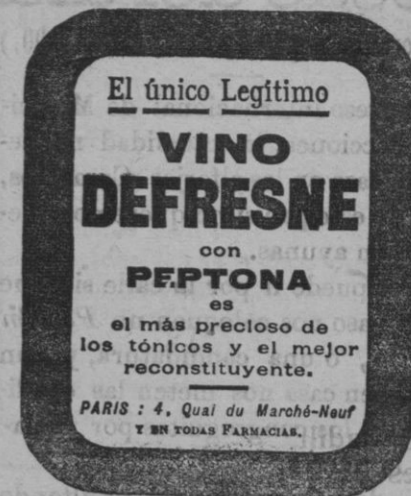 El único Legítimo
VINO
DEFRESNE
con
PEPTONA
es
el más precioso de
los tónicos y el mejor
reconstituyente.
PARIS : 4, Quai du Marché-Neuf
Y EN TODAS FARMACIAS.